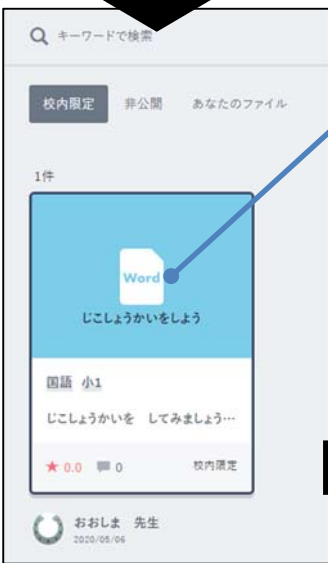 キーワードで検索
校内限定 非公開 あなたのファイル
1件
Word
じこしょうかいをしよう
国語 小1
じこしょうかいを してみましょう…
★ 0.0 0 校内限定
おおしま 先生
2020/05/06